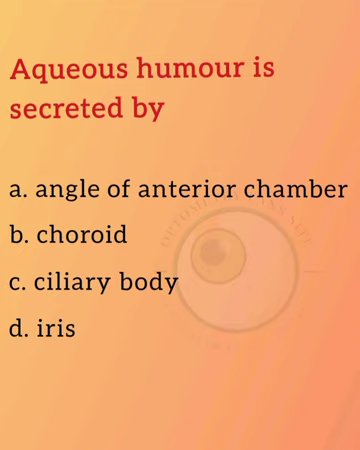 Aqueous humour is
secreted by
a. angle of anterior chamber
b. choroid
c. ciliary body
d. iris